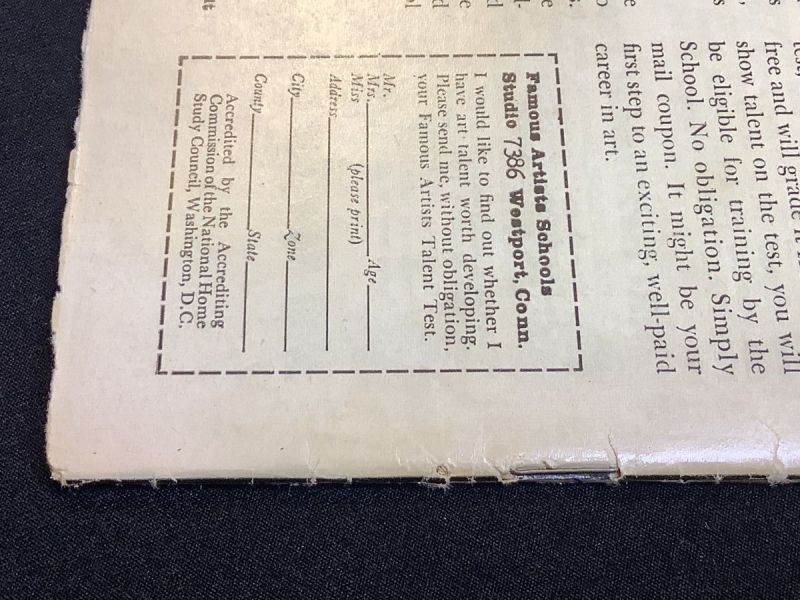 free and will grade
show talent on the test, you will
be eligible for training by the
School. No obligation. Simply
mail coupon. It might be your
first step to an exciting, well-paid
career in art.
Famous Artists Schools
Studio 7386 Westport, Conn.
I would like to find out whether I
have art talent worth developing.
Please send me, without obligation,
your Famous Artists Talent Test.
Mr.
Mrs. Age
Miss (please print)
Address
City Zone
County State
Accredited by the Accrediting
Commission of the National Home
Study Council, Washington, D.C.